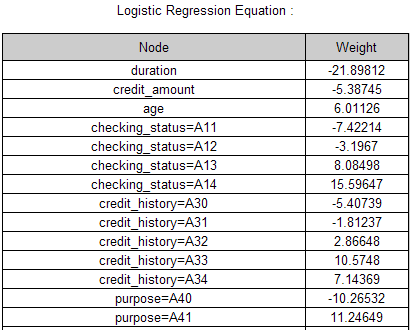 Logistic Regression Equation :
Node Weight
duration -21.89812
credit_amount -5.38745
age 6.01126
checking_status=A11 -7.42214
checking_status=A12 -3.1967
checking_status=A13 8.08498
checking_status=A14 15.59647
credit_history=A30 -5.40739
credit_history=A31 -1.81237
credit_history=A32 2.86648
credit_history=A33 10.5748
credit_history=A34 7.14369
purpose=A40 -10.26532
purpose=A41 11.24649